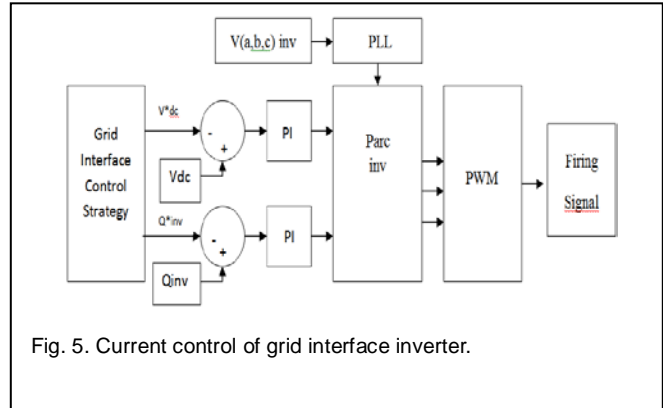 V(a,b,c) inv
PLL
Grid
Interface
Control
Strategy
V*dc
-
+
Vdc
PI
Q*inv
-
+
Qinv
PI
Parc
inv
PWM
Firing
Signal
Fig. 5. Current control of grid interface inverter.